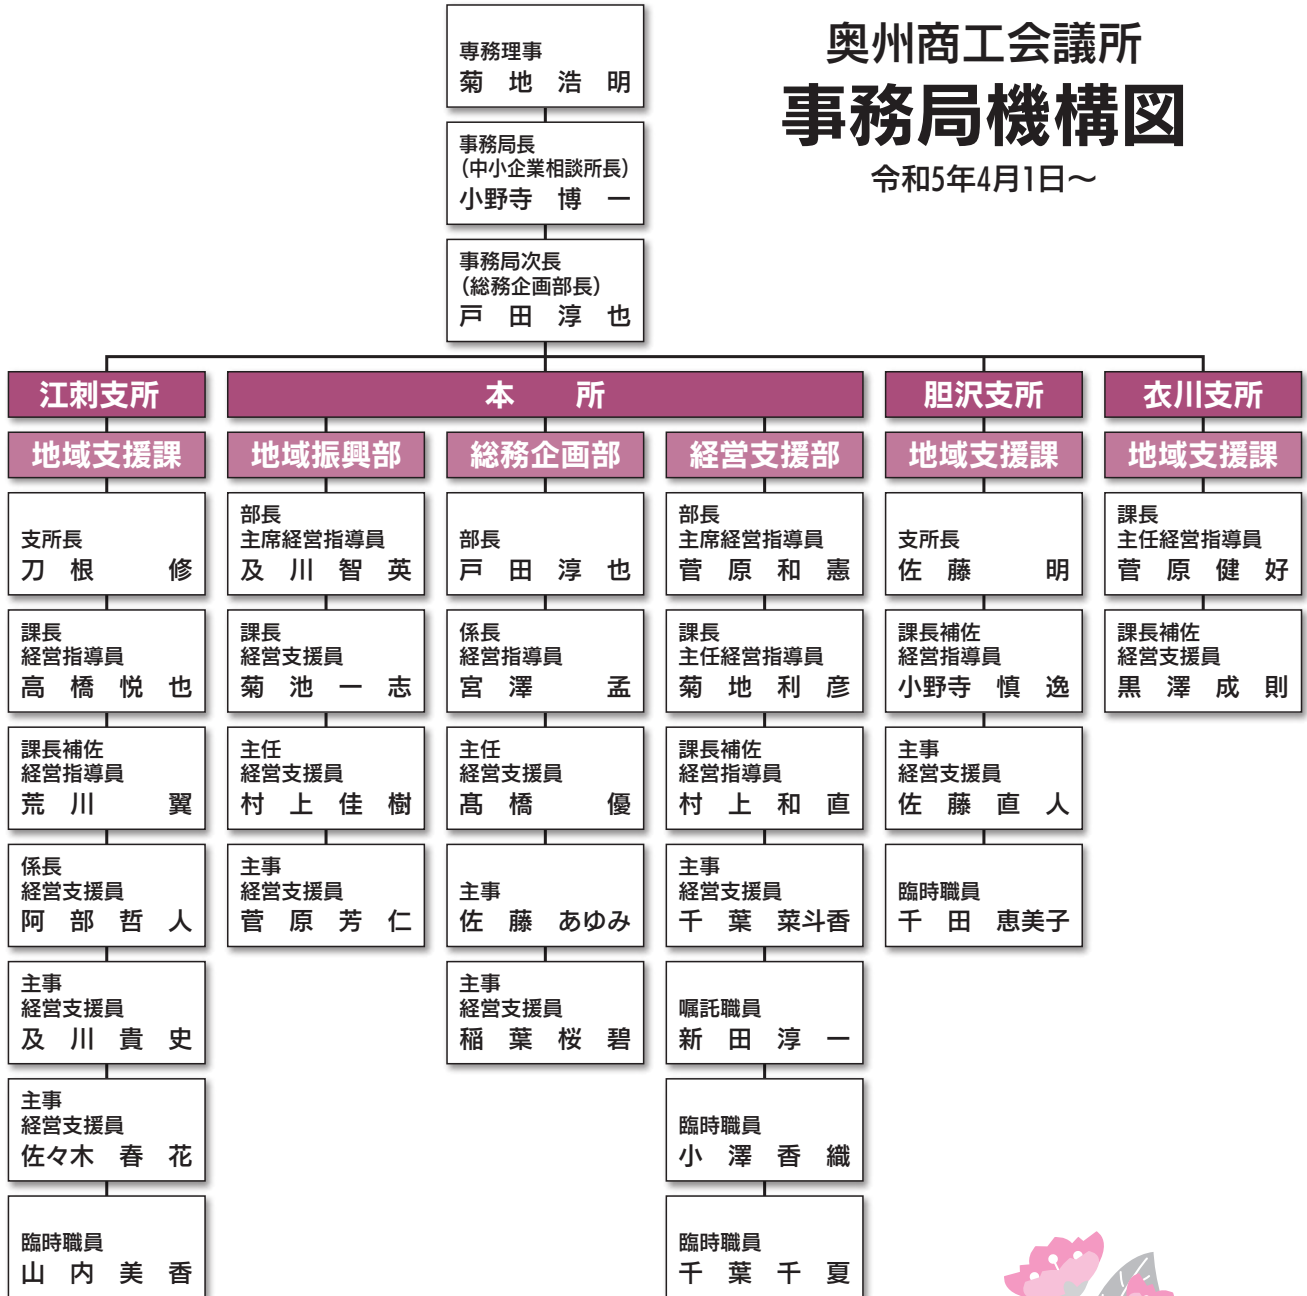 奥州商工会議所
事務局機構図
令和5年4月1日～
専務理事
菊地浩明
事務局長
（中小企業相談所長）
小野寺 博一
事務局次長
（総務企画部長）
戸田淳也
江刺支所
地域支援課
支所長
刀根 修
課長
経営指導員
高橋悦也
課長補佐
経営指導員
荒川 翼
係長
経営支援員
阿部哲人
主事
経営支援員
及川貴史
主事
経営支援員
佐々木 春花
臨時職員
山内美香
本 所
地域振興部
部長
主席経営指導員
及川智英
課長
経営支援員
菊池一志
主任
経営支援員
村上佳樹
主事
経営支援員
菅原芳仁
総務企画部
部長
戸田淳也
係長
経営指導員
宮澤 孟
主任
経営支援員
髙橋 優
主事
佐藤 あゆみ
主事
経営支援員
稲葉桜碧
経営支援部
部長
主席経営指導員
菅原和憲
課長
主任経営指導員
菊地利彦
課長補佐
経営指導員
村上和直
主事
経営支援員
千葉 菜斗香
嘱託職員
新田淳一
臨時職員
小澤香織
臨時職員
千葉千夏
胆沢支所
地域支援課
支所長
佐藤 明
課長補佐
経営指導員
小野寺 慎逸
主事
経営支援員
佐藤直人
臨時職員
千田 恵美子
衣川支所
地域支援課
課長
主任経営指導員
菅原健好
課長補佐
経営支援員
黒澤成則